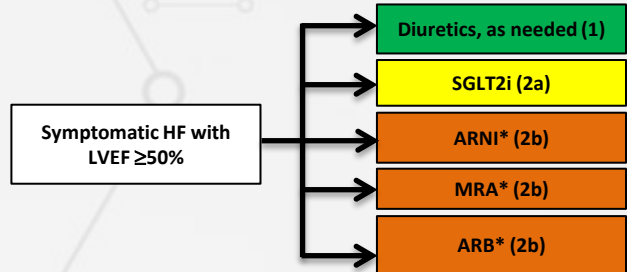 Diuretics, as needed (1)
SGLT2i (2a)
Symptomatic HF with
LVEF ≥50%
ARNI* (2b)
MRA* (2b)
ARB* (2b)